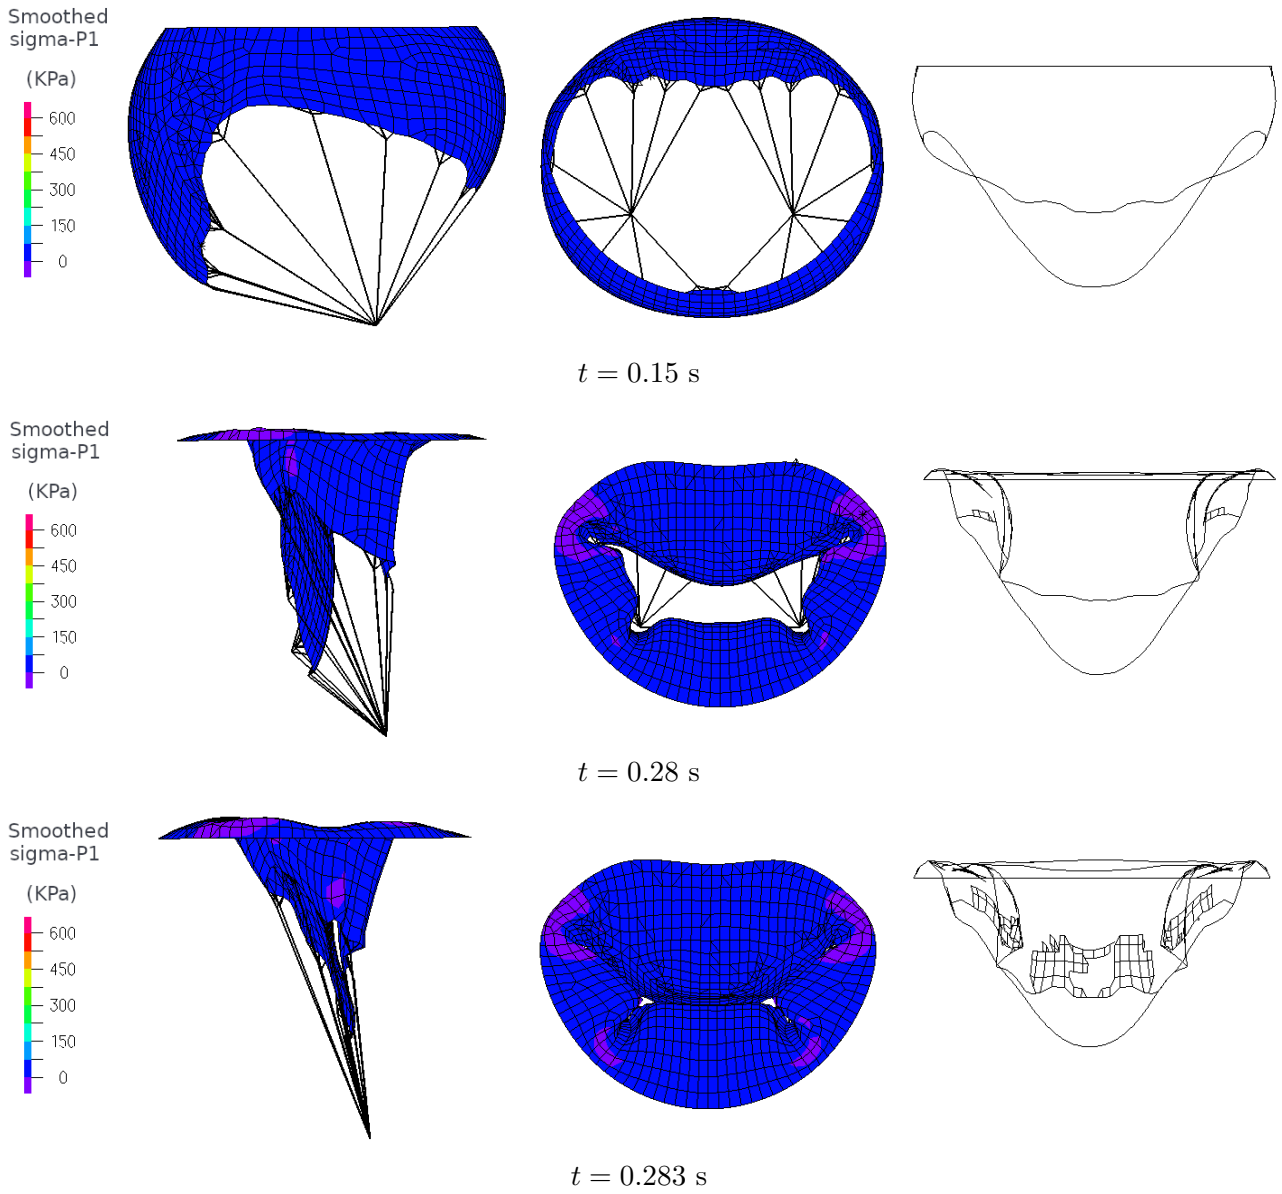 Smoothed
sigma-P1
(KPa)
600
450
300
150
0
t = 0.15 s
Smoothed
sigma-P1
(KPa)
600
450
300
150
0
t = 0.28 s
Smoothed
sigma-P1
(KPa)
600
450
300
150
0
t = 0.283 s